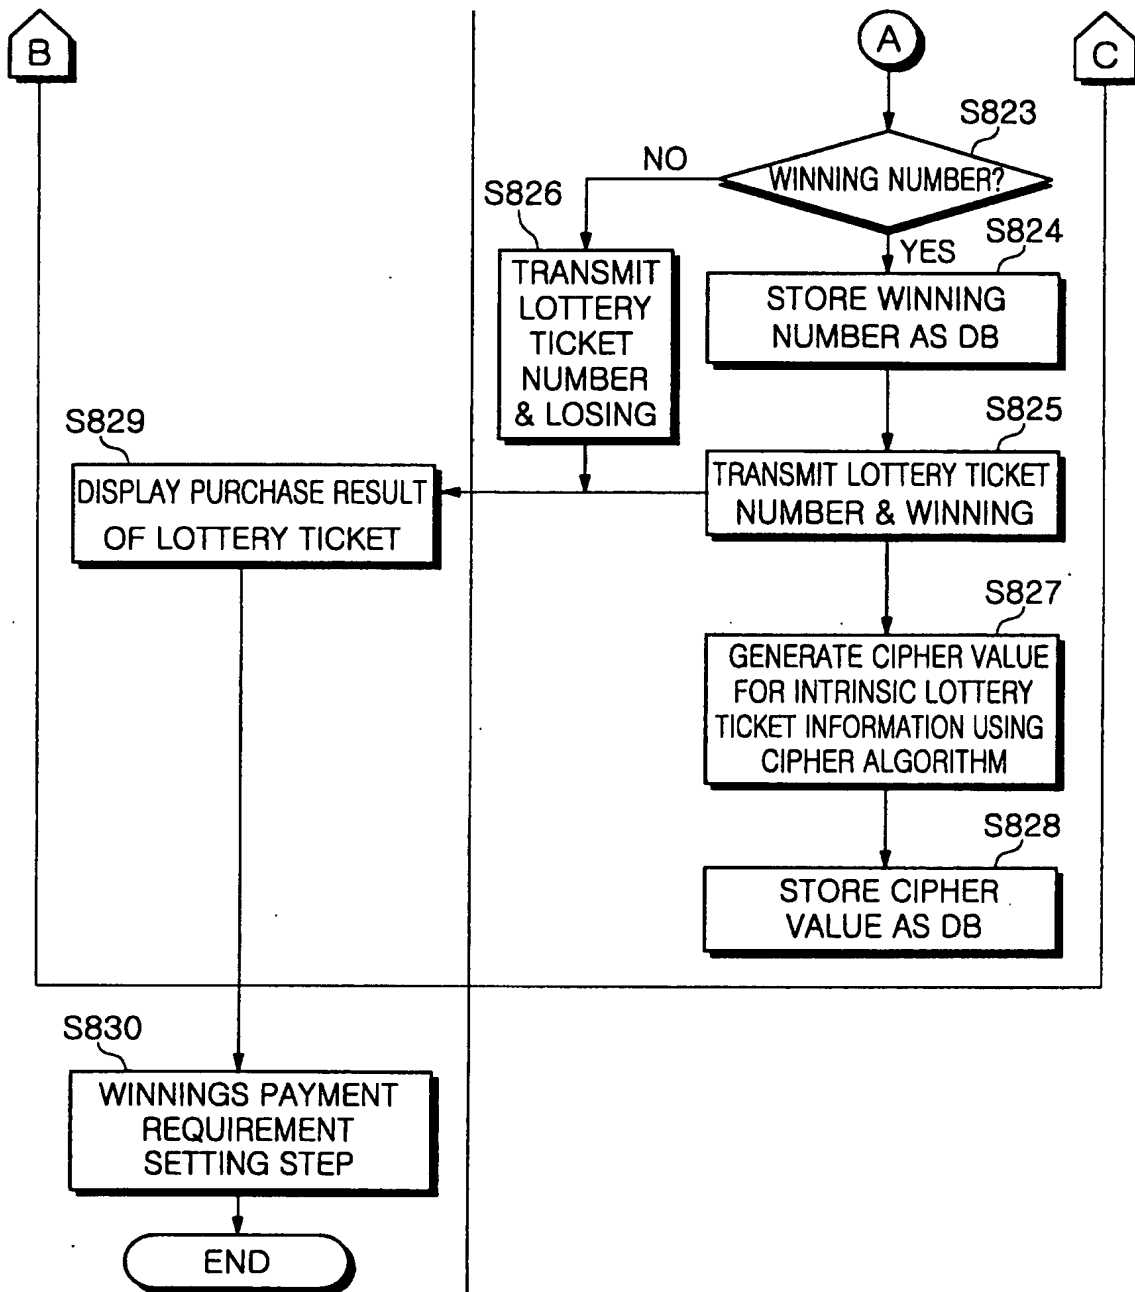 B
A
C
S823
WINNING NUMBER?
NO
YES
S826
TRANSMIT
LOTTERY
TICKET
NUMBER
& LOSING
S824
STORE WINNING
NUMBER AS DB
S825
TRANSMIT LOTTERY TICKET
NUMBER & WINNING
S829
DISPLAY PURCHASE RESULT
OF LOTTERY TICKET
S827
GENERATE CIPHER VALUE
FOR INTRINSIC LOTTERY
TICKET INFORMATION USING
CIPHER ALGORITHM
S828
STORE CIPHER
VALUE AS DB
S830
WINNINGS PAYMENT
REQUIREMENT
SETTING STEP
END